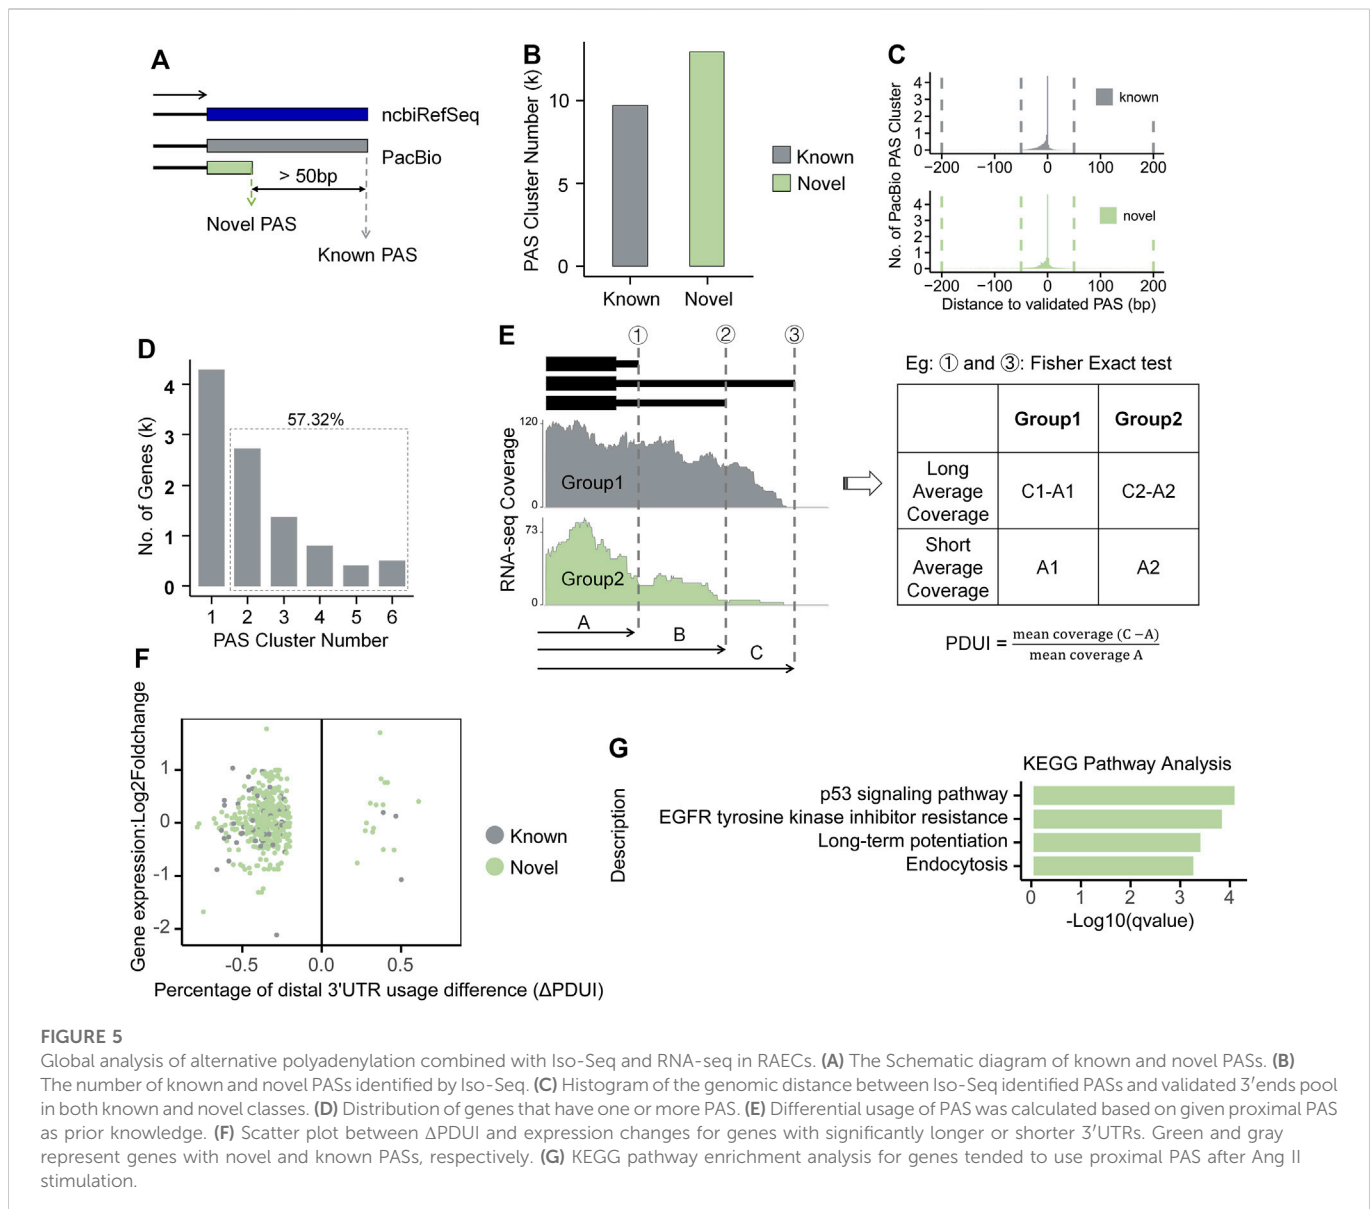 A
ncbiRefSeq
PacBio
> 50bp
Novel PAS
Known PAS
B
PAS Cluster Number (k)
10
5
0
Known
Novel
Known
Novel
C
No. of PacBio PAS Cluster
4
3
2
1
0
known
−200 −100 0 100 200
4
3
2
1
0
novel
−200 −100 0 100 200
Distance to validated PAS (bp)
D
No. of Genes (k)
4
3
2
1
0
57.32%
1 2 3 4 5 6
PAS Cluster Number
E
① ② ③
RNA-seq Coverage
120
0
Group1
73
0
Group2
A
B
C
Eg: ① and ③: Fisher Exact test
Group1 Group2
Long
Average
Coverage
C1-A1 C2-A2
Short
Average
Coverage
A1 A2
PDUI = mean coverage (C −A)
mean coverage A
F
Gene expression:Log2Foldchange
1
0
-1
-2
-0.5 0.0 0.5
Percentage of distal 3'UTR usage difference (ΔPDUI)
Known
Novel
G
KEGG Pathway Analysis
Description
p53 signaling pathway
EGFR tyrosine kinase inhibitor resistance
Long-term potentiation
Endocytosis
0 1 2 3 4
-Log10(qvalue)
FIGURE 5
Global analysis of alternative polyadenylation combined with Iso-Seq and RNA-seq in RAECs. (A) The Schematic diagram of known and novel PASs. (B)
The number of known and novel PASs identified by Iso-Seq. (C) Histogram of the genomic distance between Iso-Seq identified PASs and validated 3′ends pool
in both known and novel classes. (D) Distribution of genes that have one or more PAS. (E) Differential usage of PAS was calculated based on given proximal PAS
as prior knowledge. (F) Scatter plot between ΔPDUI and expression changes for genes with significantly longer or shorter 3′UTRs. Green and gray
represent genes with novel and known PASs, respectively. (G) KEGG pathway enrichment analysis for genes tended to use proximal PAS after Ang II
stimulation.